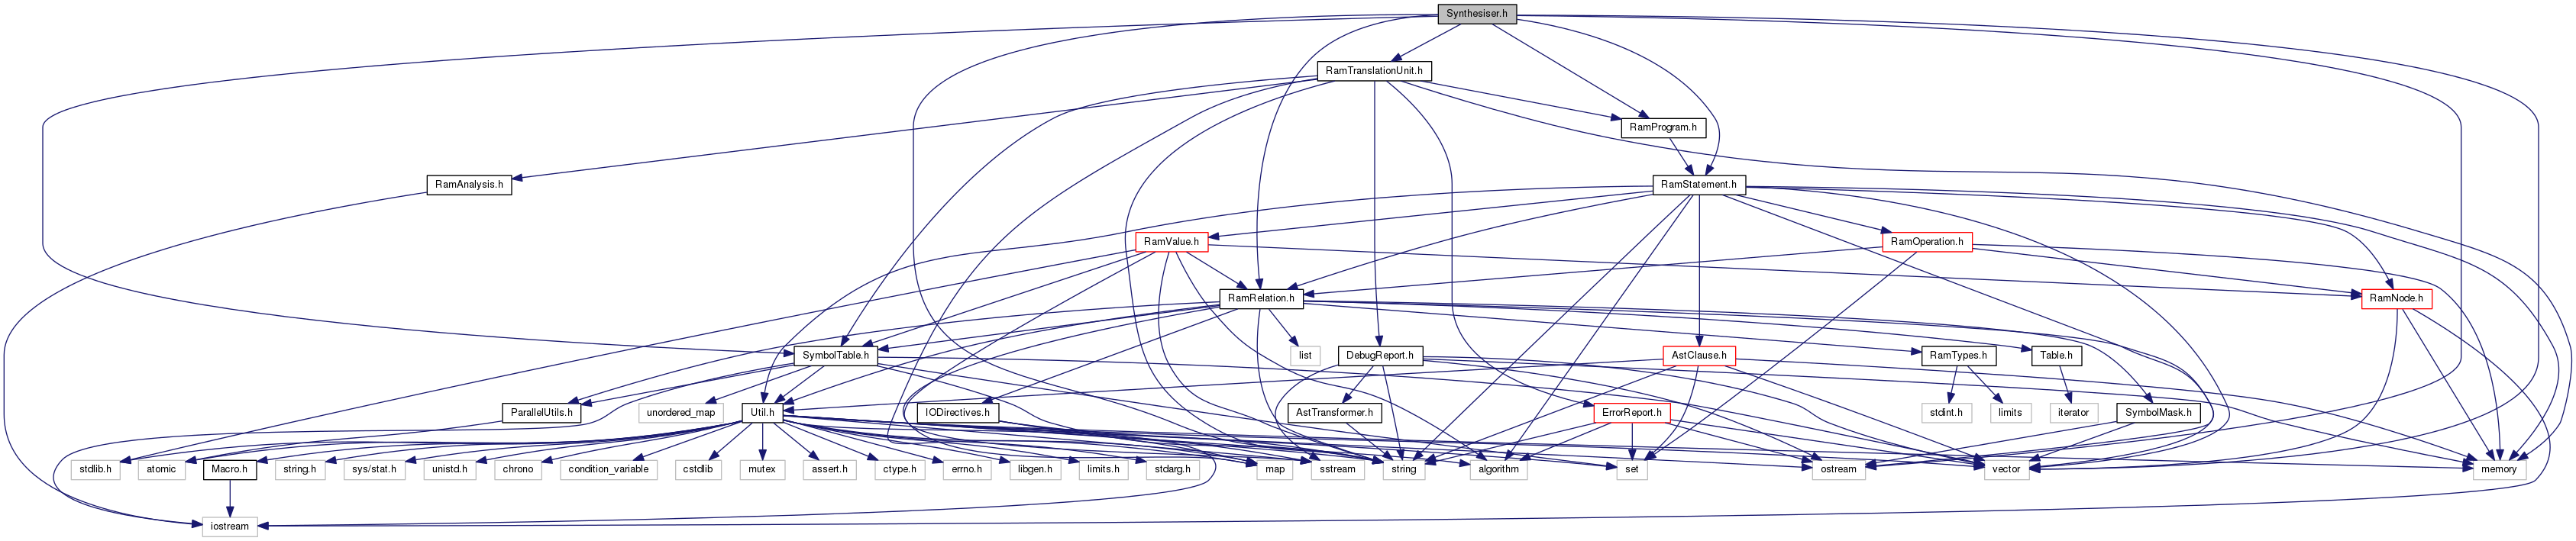 Synthesiser.h
RamTranslationUnit.h
RamProgram.h
RamAnalysis.h
RamStatement.h
RamValue.h
RamOperation.h
RamRelation.h
RamNode.h
SymbolTable.h
list
DebugReport.h
AstClause.h
RamTypes.h
Table.h
ParallelUtils.h
unordered_map
Util.h
IODirectives.h
AstTransformer.h
ErrorReport.h
stdint.h
limits
iterator
SymbolMask.h
stdlib.h
atomic
Macro.h
string.h
sys/stat.h
unistd.h
chrono
condition_variable
cstdlib
mutex
assert.h
ctype.h
errno.h
libgen.h
limits.h
stdarg.h
map
sstream
string
algorithm
set
ostream
vector
memory
iostream